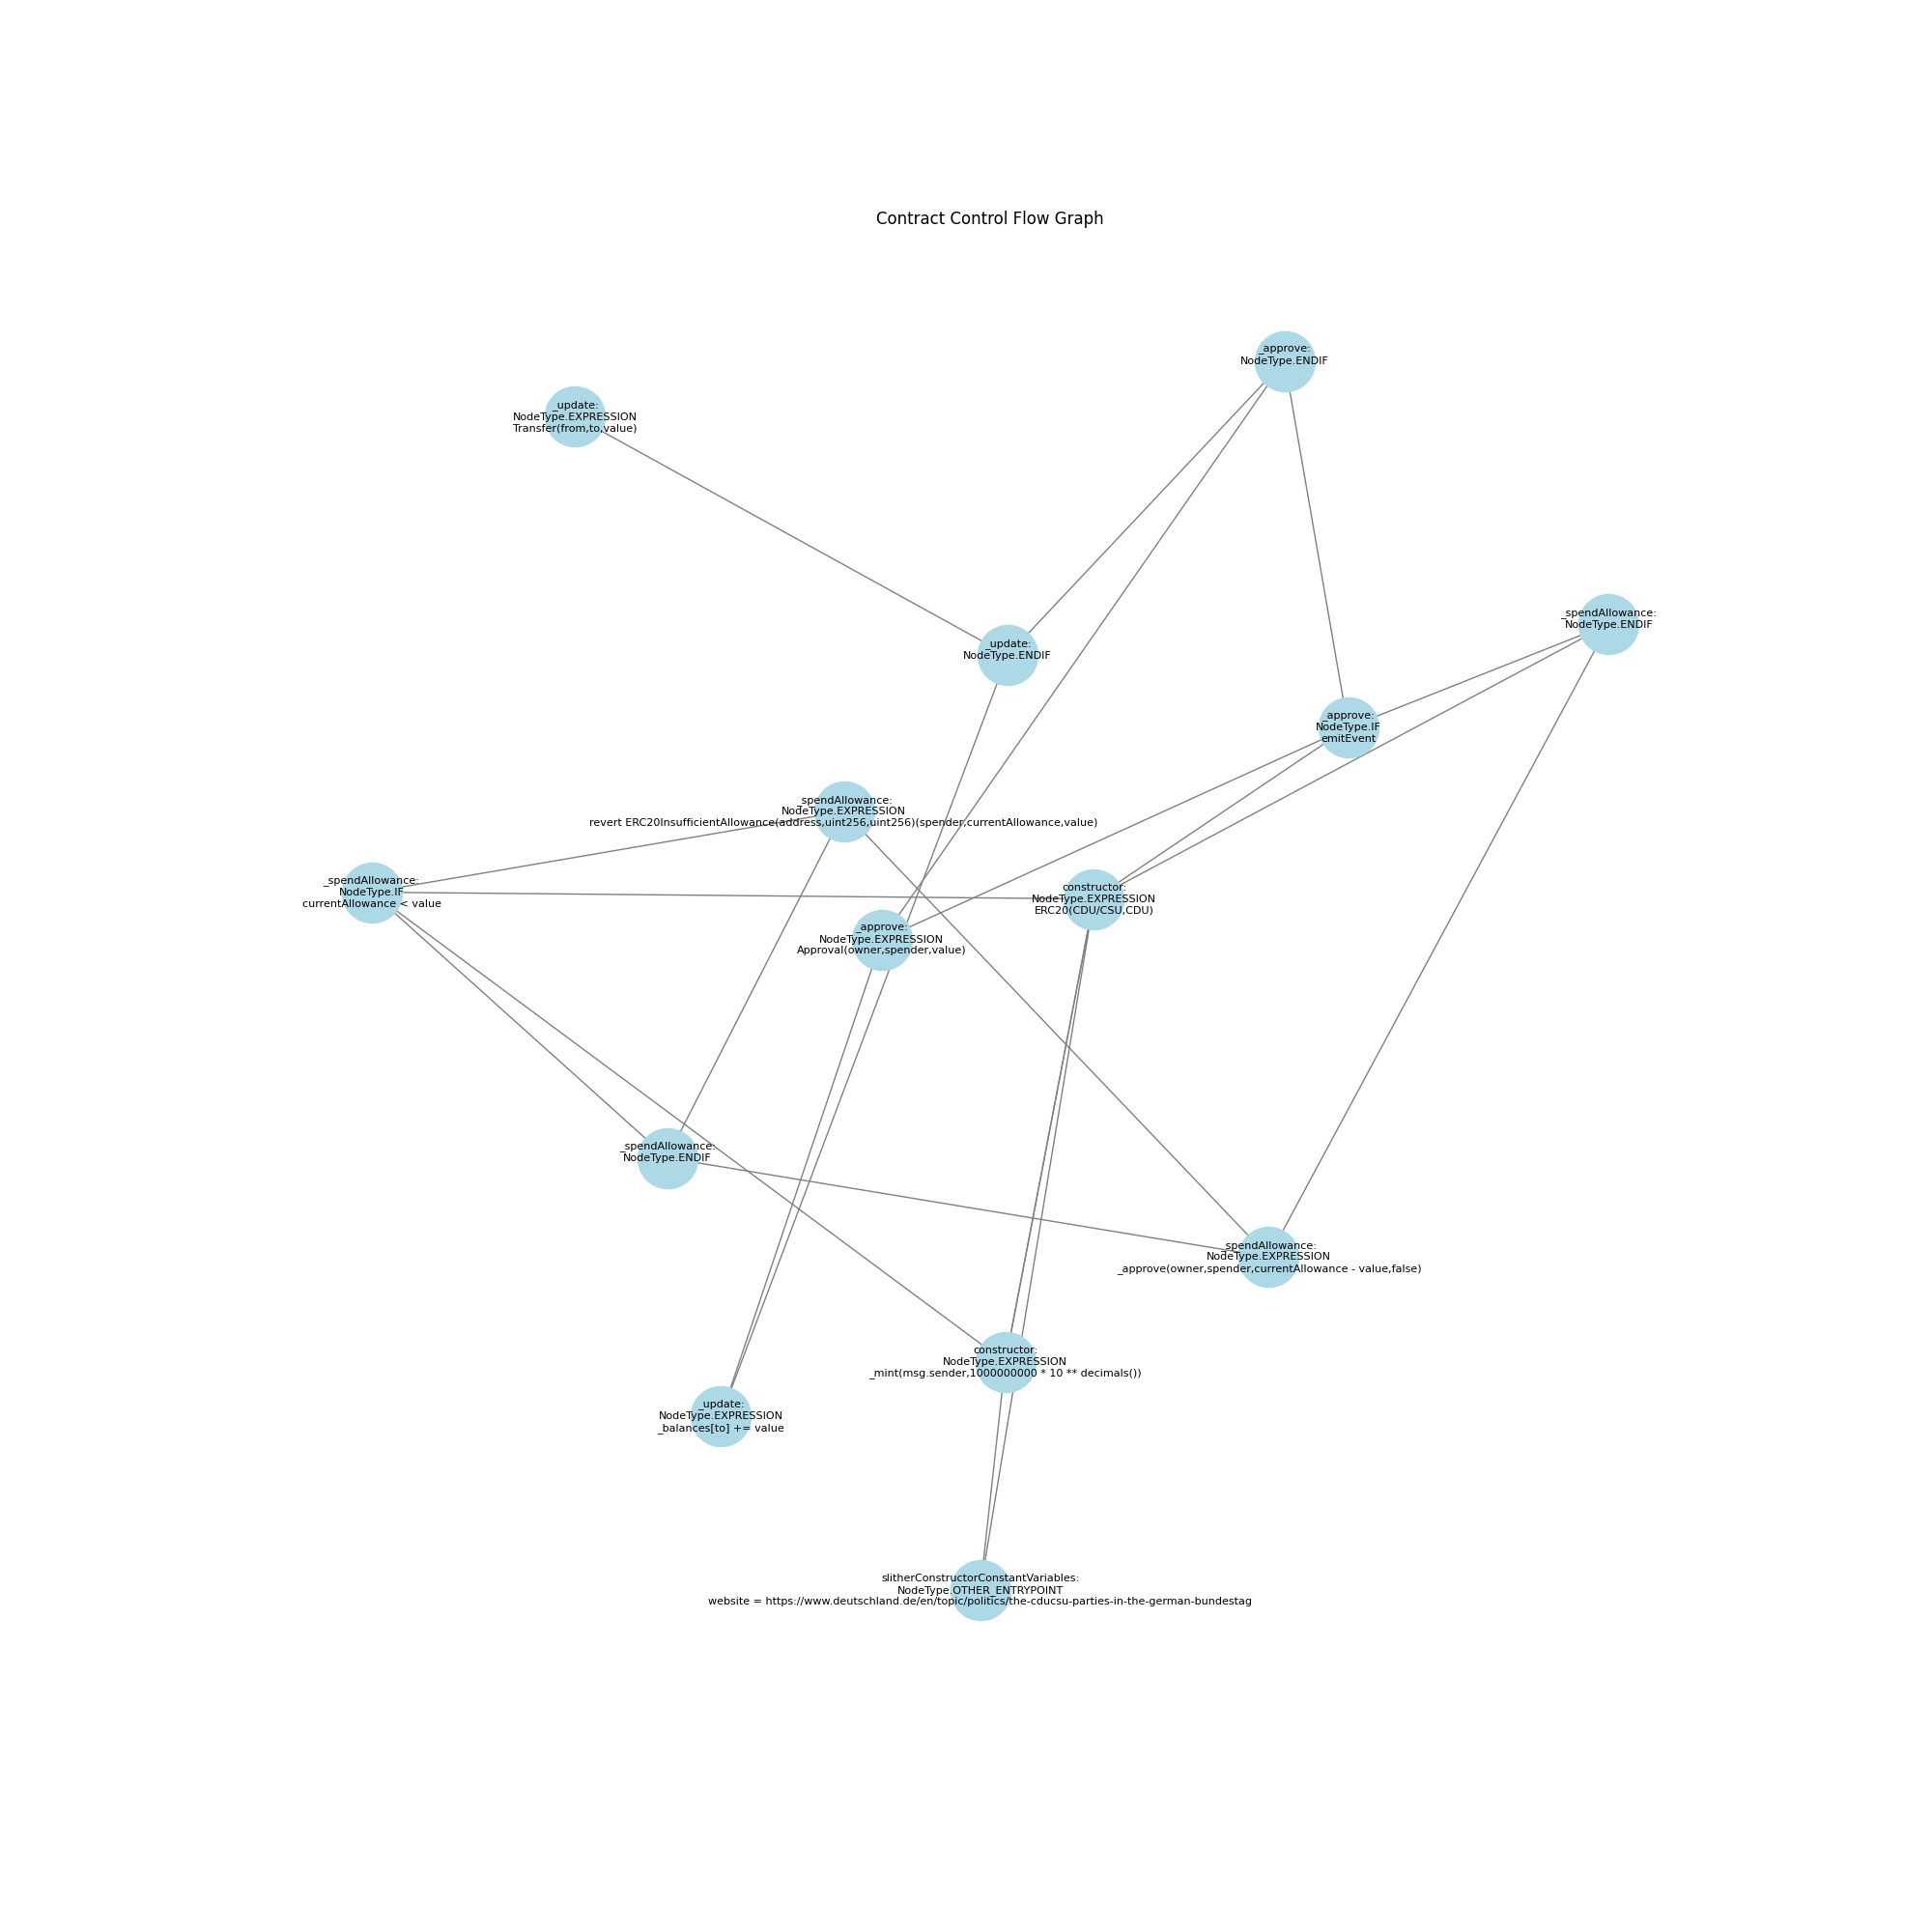 Contract Control Flow Graph
_approve:
NodeType.ENDIF
_update:
NodeType.EXPRESSION
Transfer(from,to,value)
_spendAllowance:
NodeType.ENDIF
_update:
NodeType.ENDIF
_approve:
NodeType.IF
emitEvent
_spendAllowance:
NodeType.EXPRESSION
revert ERC20InsufficientAllowance(address,uint256,uint256)(spender,currentAllowance,value)
_spendAllowance:
NodeType.IF
currentAllowance < value
constructor:
NodeType.EXPRESSION
ERC20(CDU/CSU,CDU)
_approve:
NodeType.EXPRESSION
Approval(owner,spender,value)
_spendAllowance:
NodeType.ENDIF
_spendAllowance:
NodeType.EXPRESSION
_approve(owner,spender,currentAllowance - value,false)
constructor:
NodeType.EXPRESSION
_mint(msg.sender,1000000000 * 10 ** decimals())
_update:
NodeType.EXPRESSION
_balances[to] += value
slitherConstructorConstantVariables:
NodeType.OTHER_ENTRYPOINT
website = https://www.deutschland.de/en/topic/politics/the-cducsu-parties-in-the-german-bundestag